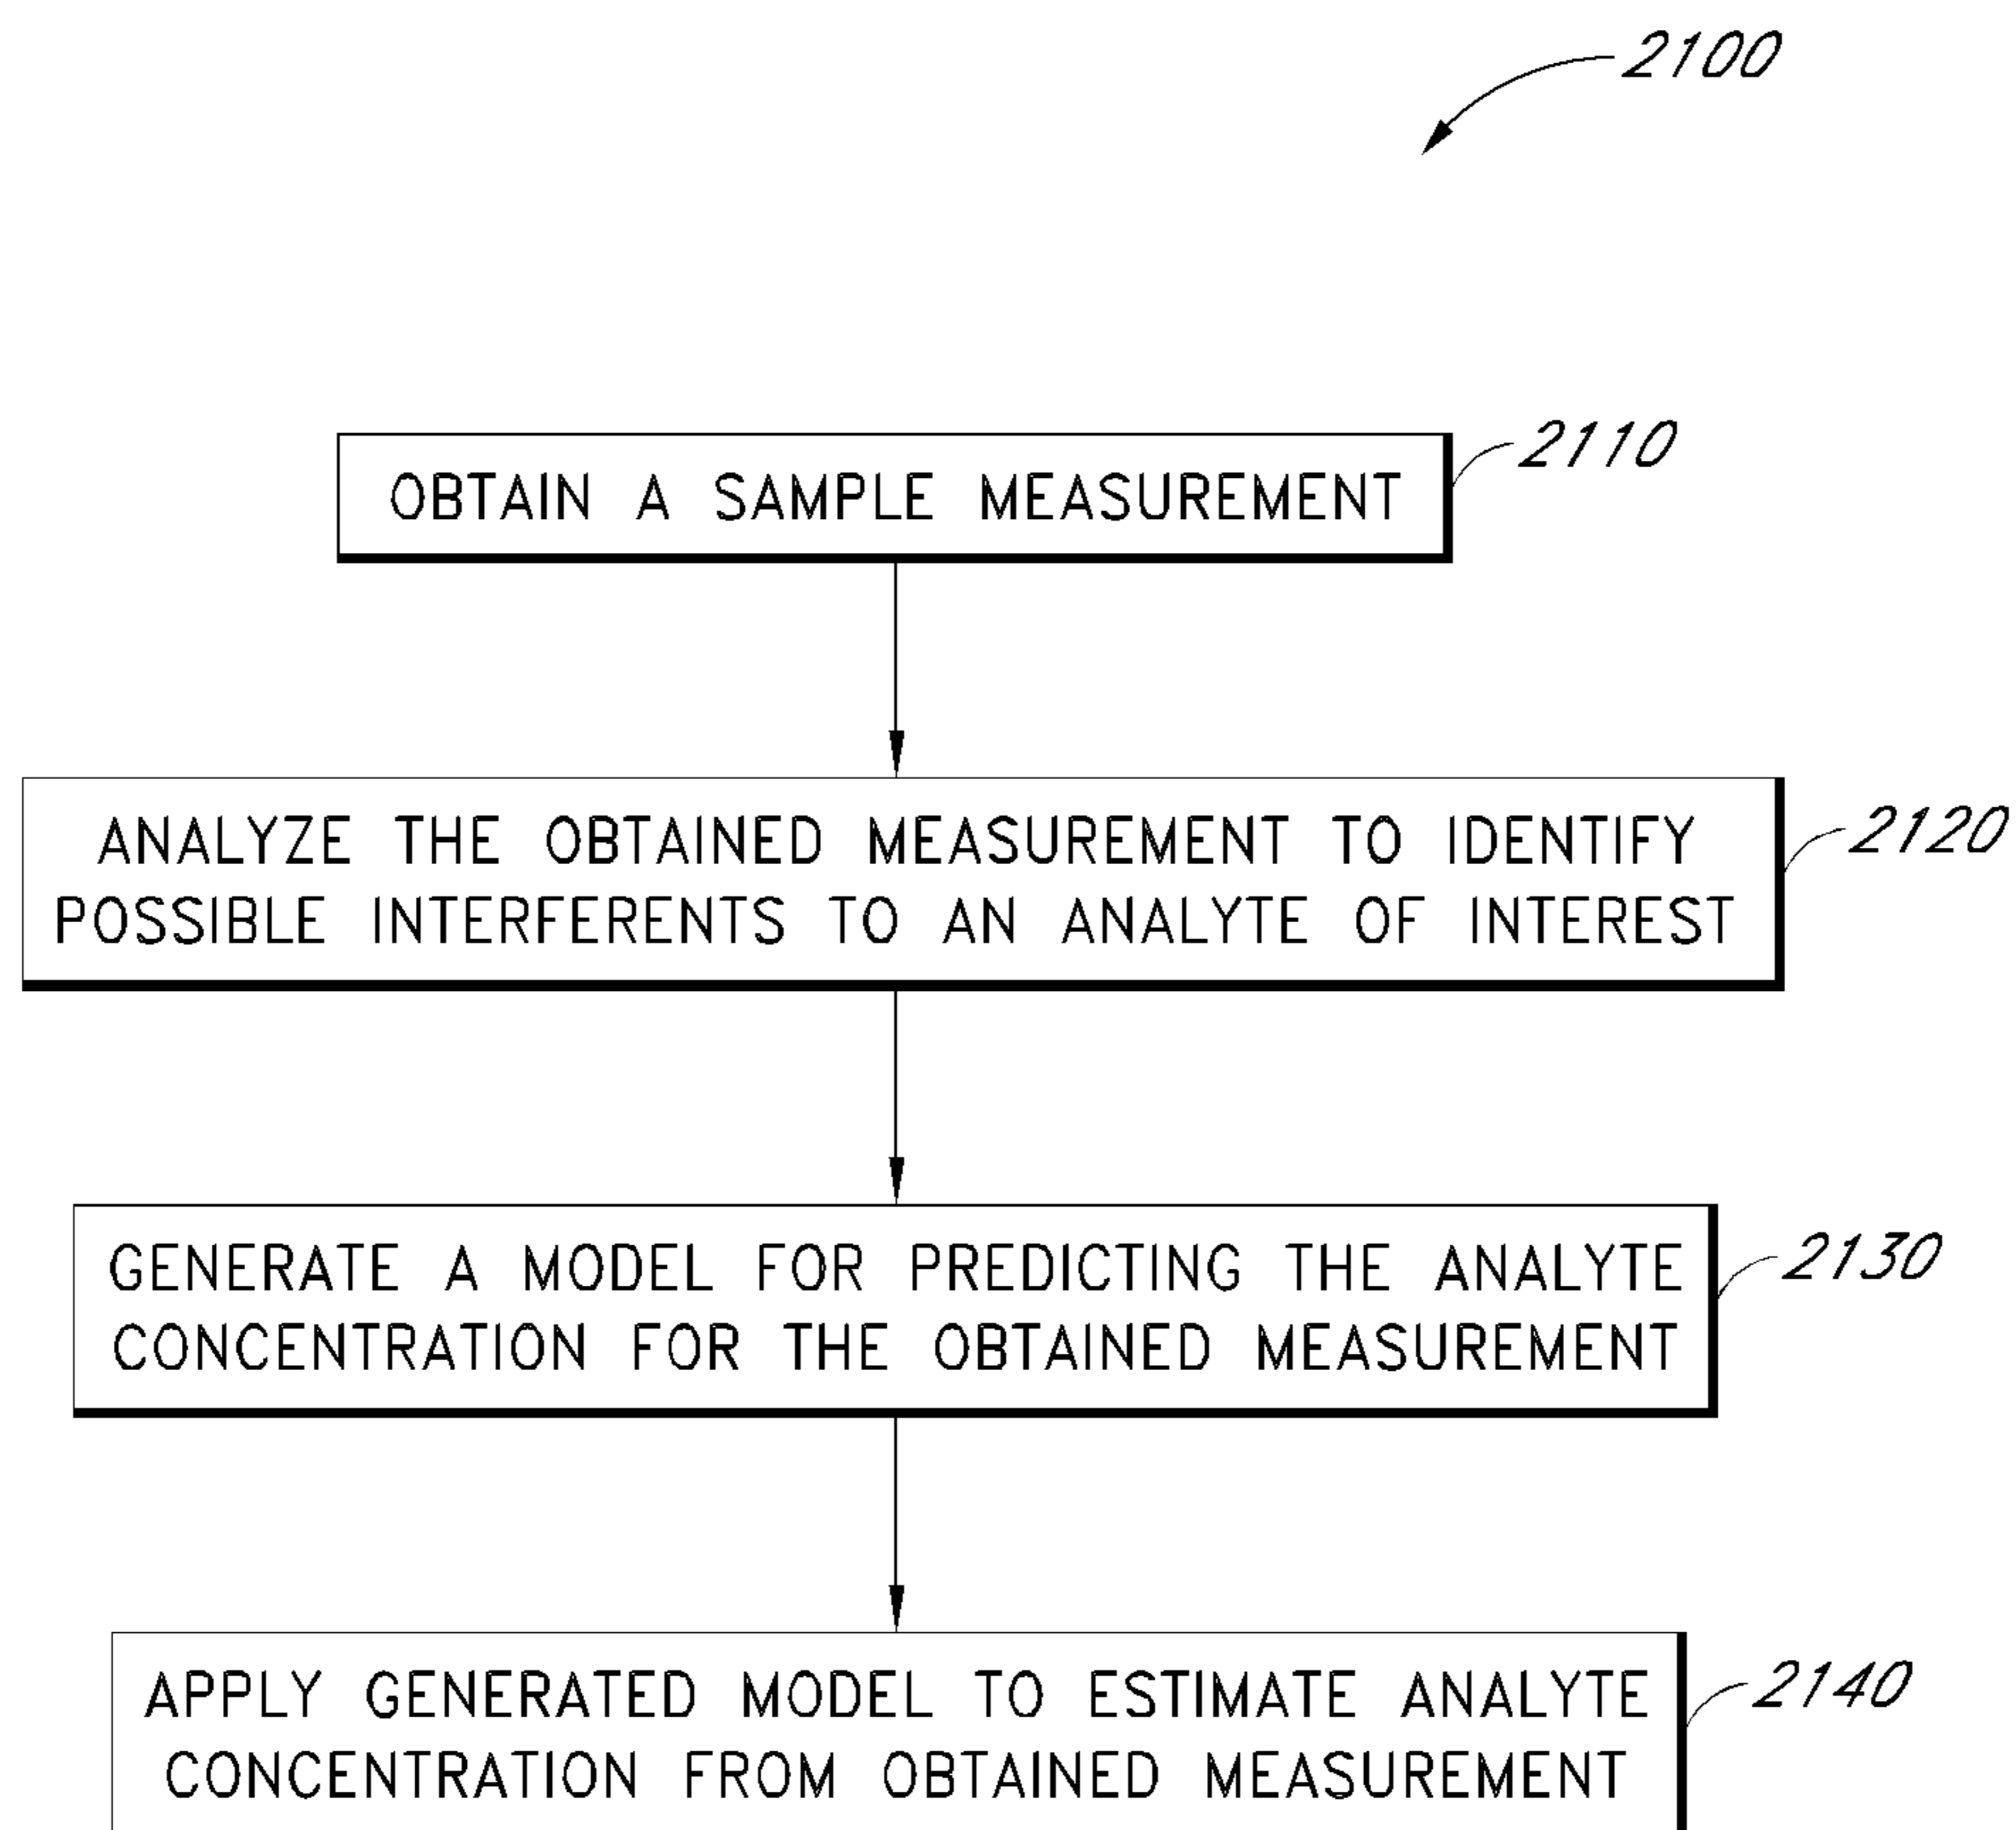 2100
OBTAIN A SAMPLE MEASUREMENT
2110
ANALYZE THE OBTAINED MEASUREMENT TO IDENTIFY
POSSIBLE INTERFERENTS TO AN ANALYTE OF INTEREST
2120
GENERATE A MODEL FOR PREDICTING THE ANALYTE
CONCENTRATION FOR THE OBTAINED MEASUREMENT
2130
APPLY GENERATED MODEL TO ESTIMATE ANALYTE
CONCENTRATION FROM OBTAINED MEASUREMENT
2140